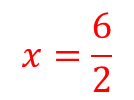 x = 6/2